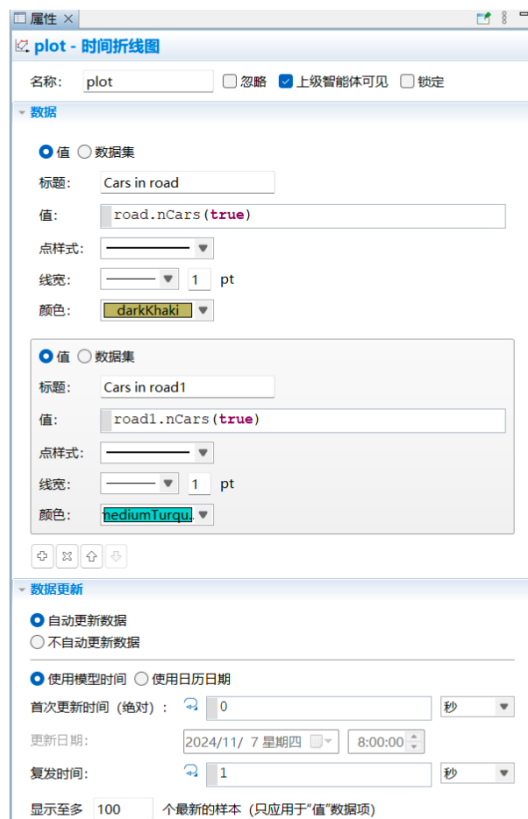 属性
plot - 时间折线图
名称: plot 忽略 上级智能体可见 锁定
数据
值 数据集
标题: Cars in road
值: road.nCars(true)
点样式:
线宽: 1 pt
颜色: darkKhaki
值 数据集
标题: Cars in road1
值: road1.nCars(true)
点样式:
线宽: 1 pt
颜色: nediumTurqu..
数据更新
自动更新数据
不自动更新数据
使用模型时间 使用日历日期
首次更新时间（绝对）: 0 秒
更新日期: 2024/11/ 7 星期四 8:00:00
复发时间: 1 秒
显示至多 100 个最新的样本（只应用于“值”数据项)